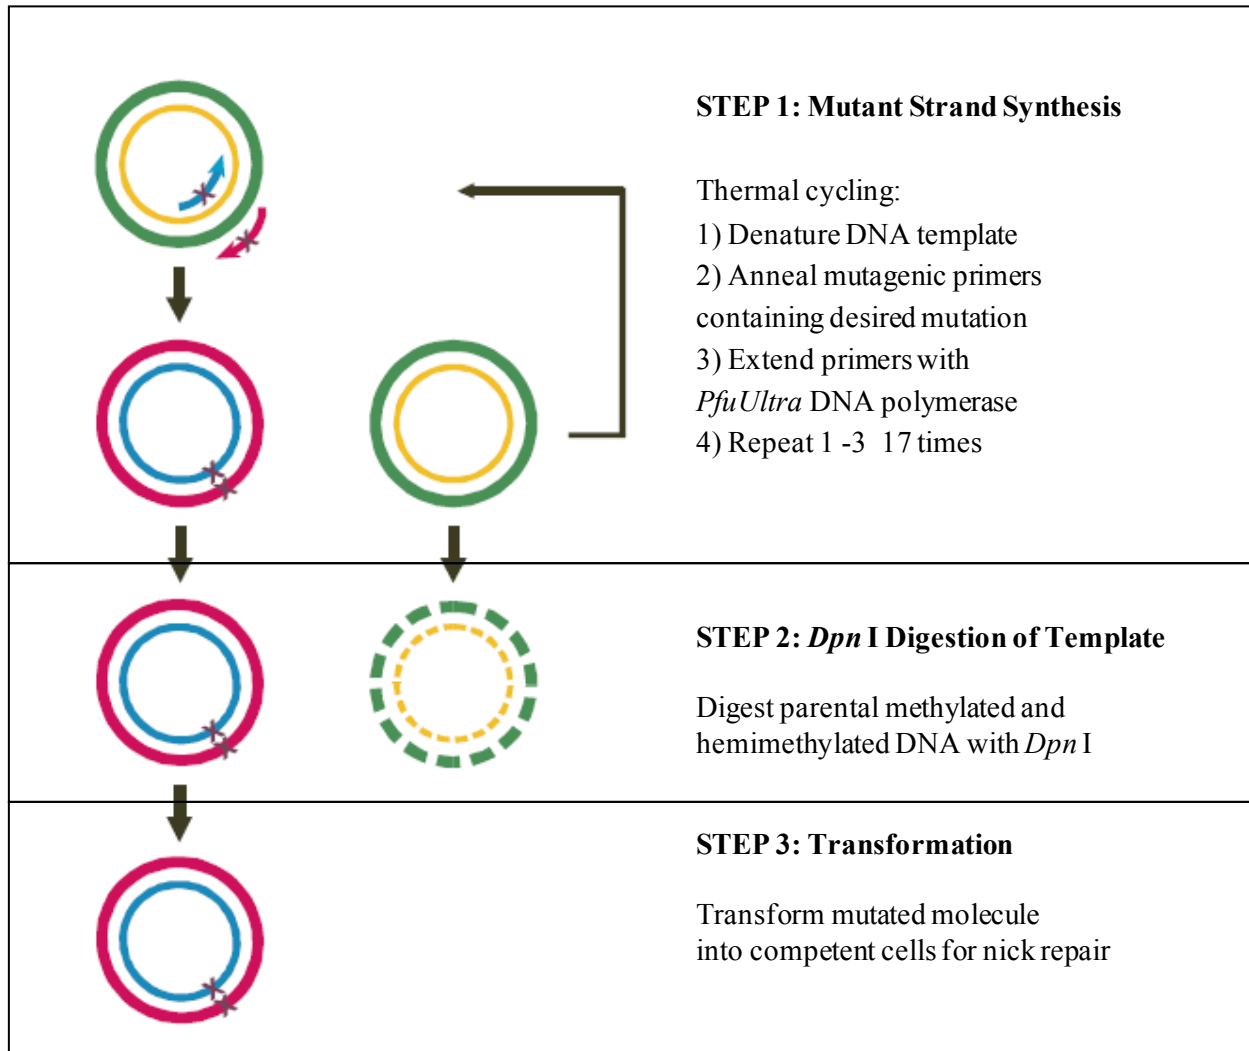 STEP 1: Mutant Strand Synthesis
Thermal cycling:
1) Denature DNA template
2) Anneal mutagenic primers
containing desired mutation
3) Extend primers with
PfuUltra DNA polymerase
4) Repeat 1 -3 17 times
STEP 2: Dpn I Digestion of Template
Digest parental methylated and
hemimethylated DNA with Dpn I
STEP 3: Transformation
Transform mutated molecule
into competent cells for nick repair